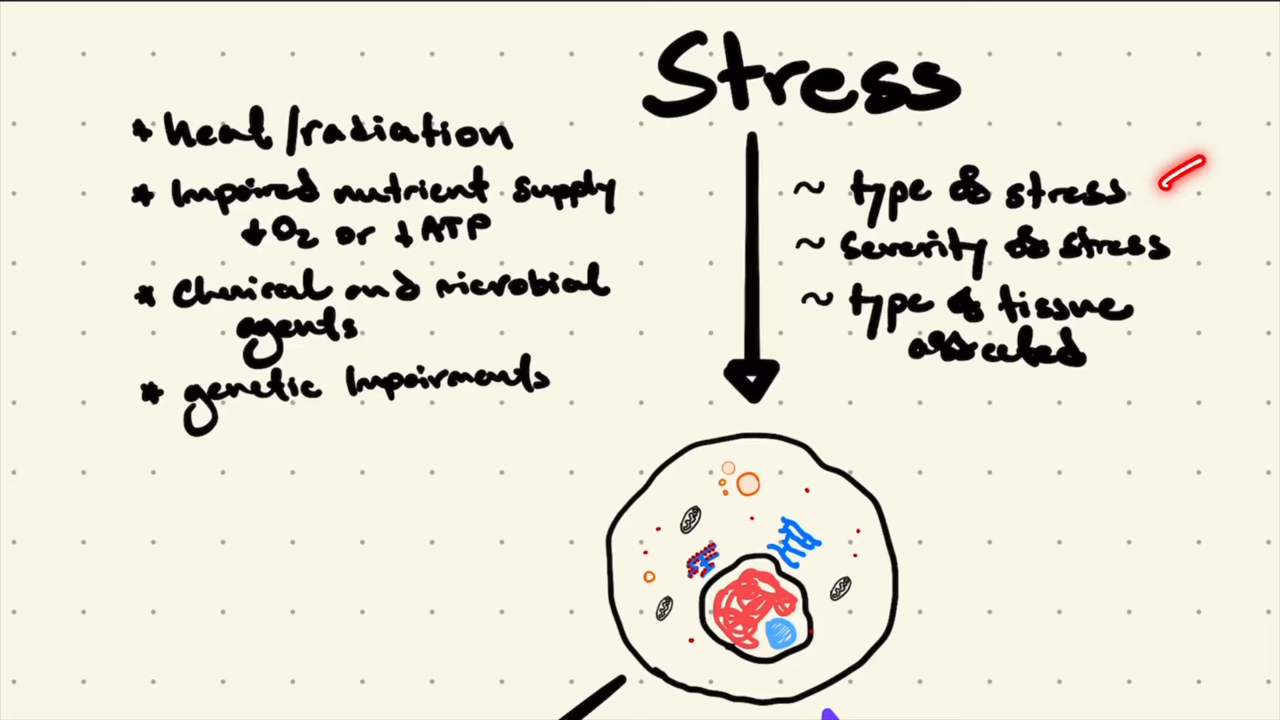 Stress
* heat/radiation
* Impaired nutrient supply
↓O₂ or ↓ATP
* Chemical and microbial
agents
* genetic Impairments
~ type of stress
~ severity of stress
~ type of tissue
affected